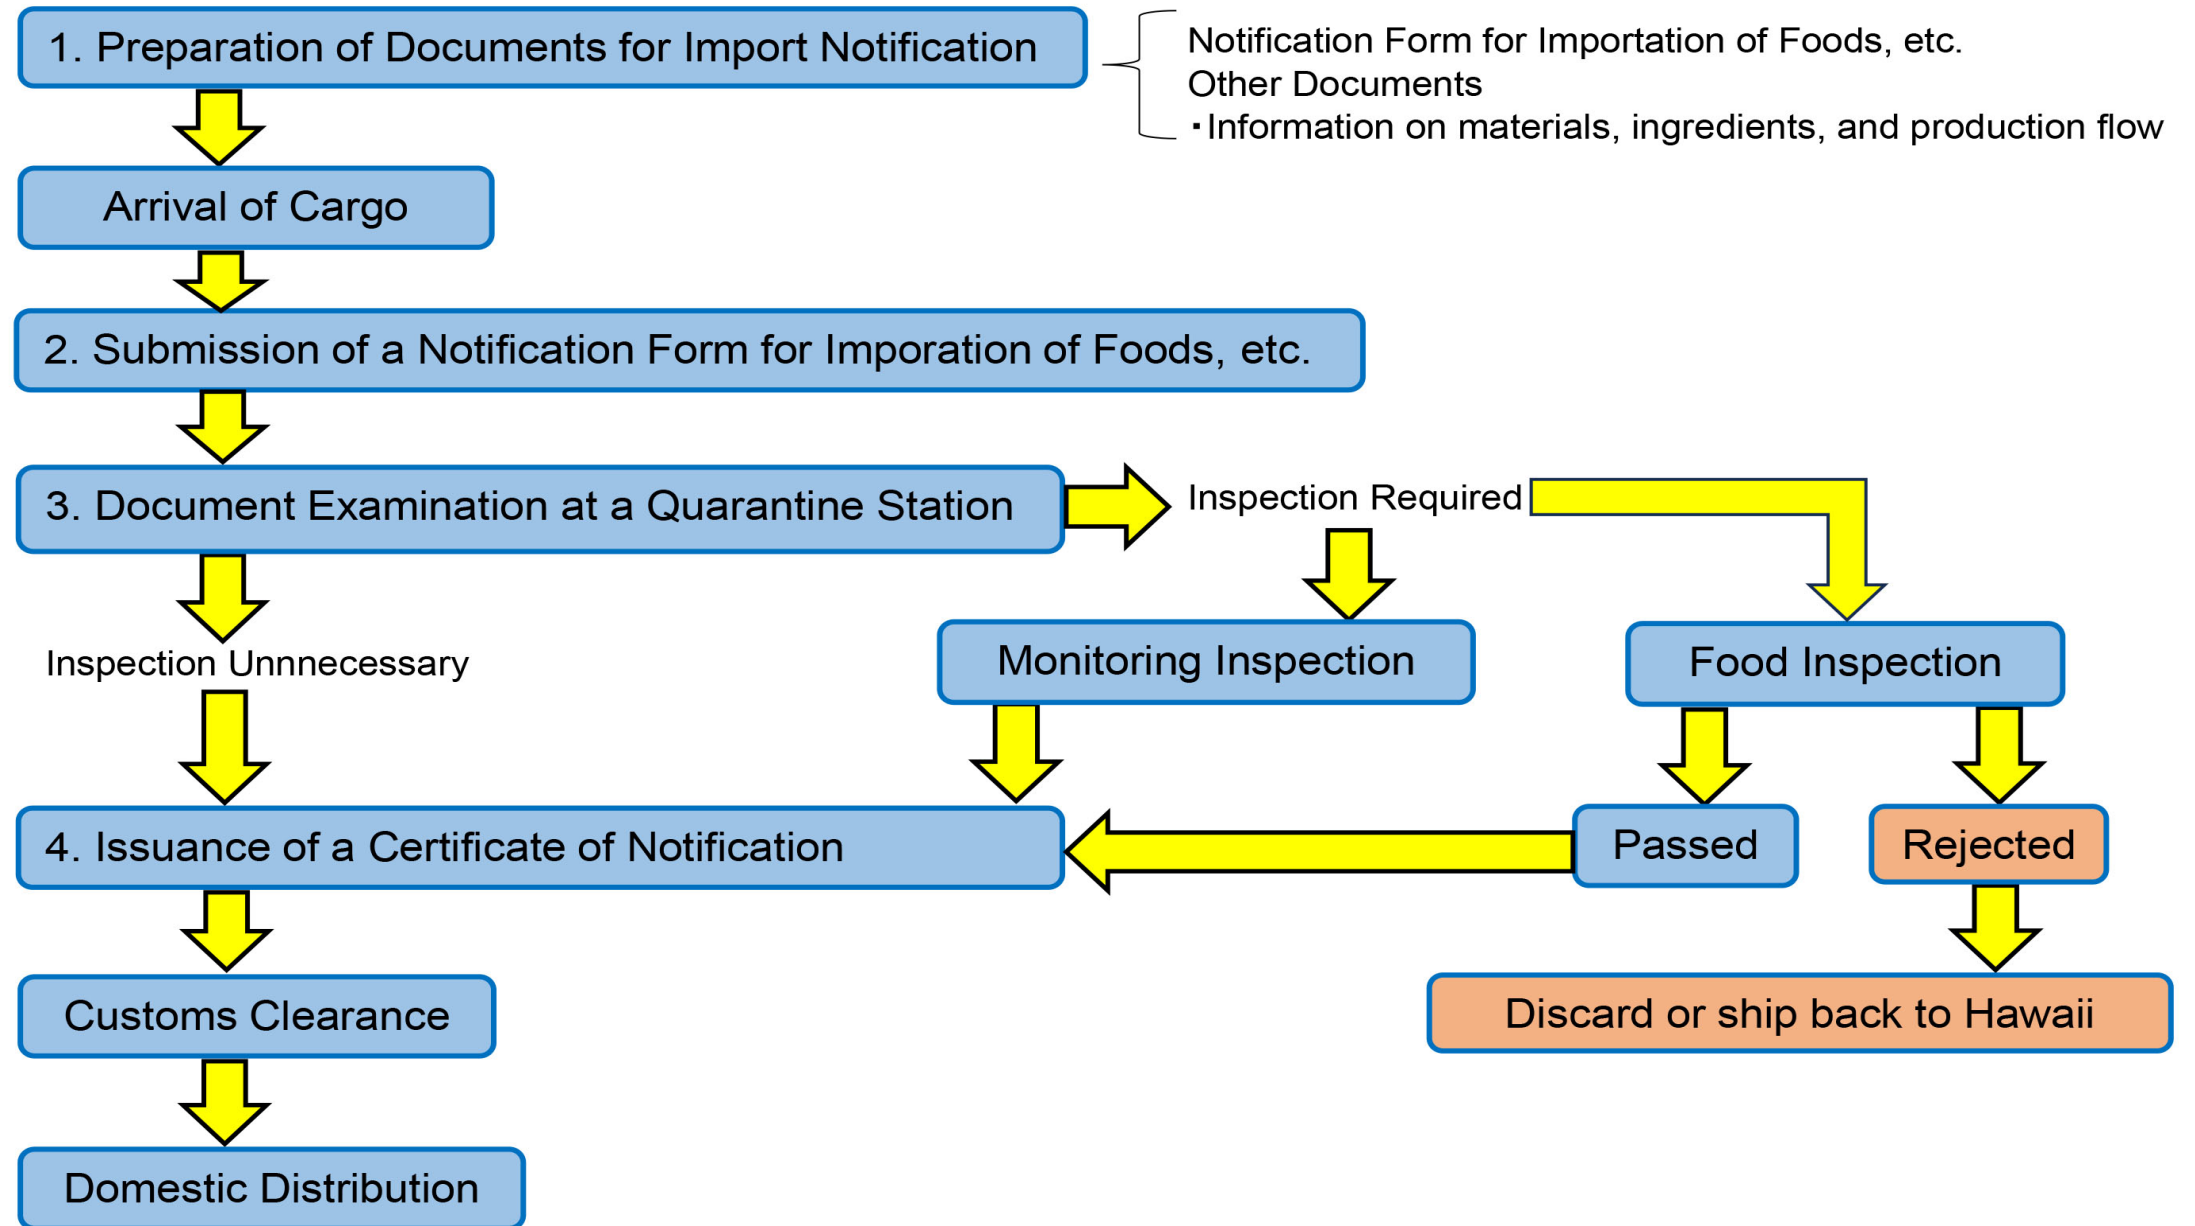 1. Preparation of Documents for Import Notification
Notification Form for Importation of Foods, etc.
Other Documents
・Information on materials, ingredients, and production flow
Arrival of Cargo
2. Submission of a Notification Form for Imporation of Foods, etc.
3. Document Examination at a Quarantine Station
Inspection Required
Inspection Unnnecessary
Monitoring Inspection
Food Inspection
4. Issuance of a Certificate of Notification
Passed
Rejected
Customs Clearance
Discard or ship back to Hawaii
Domestic Distribution